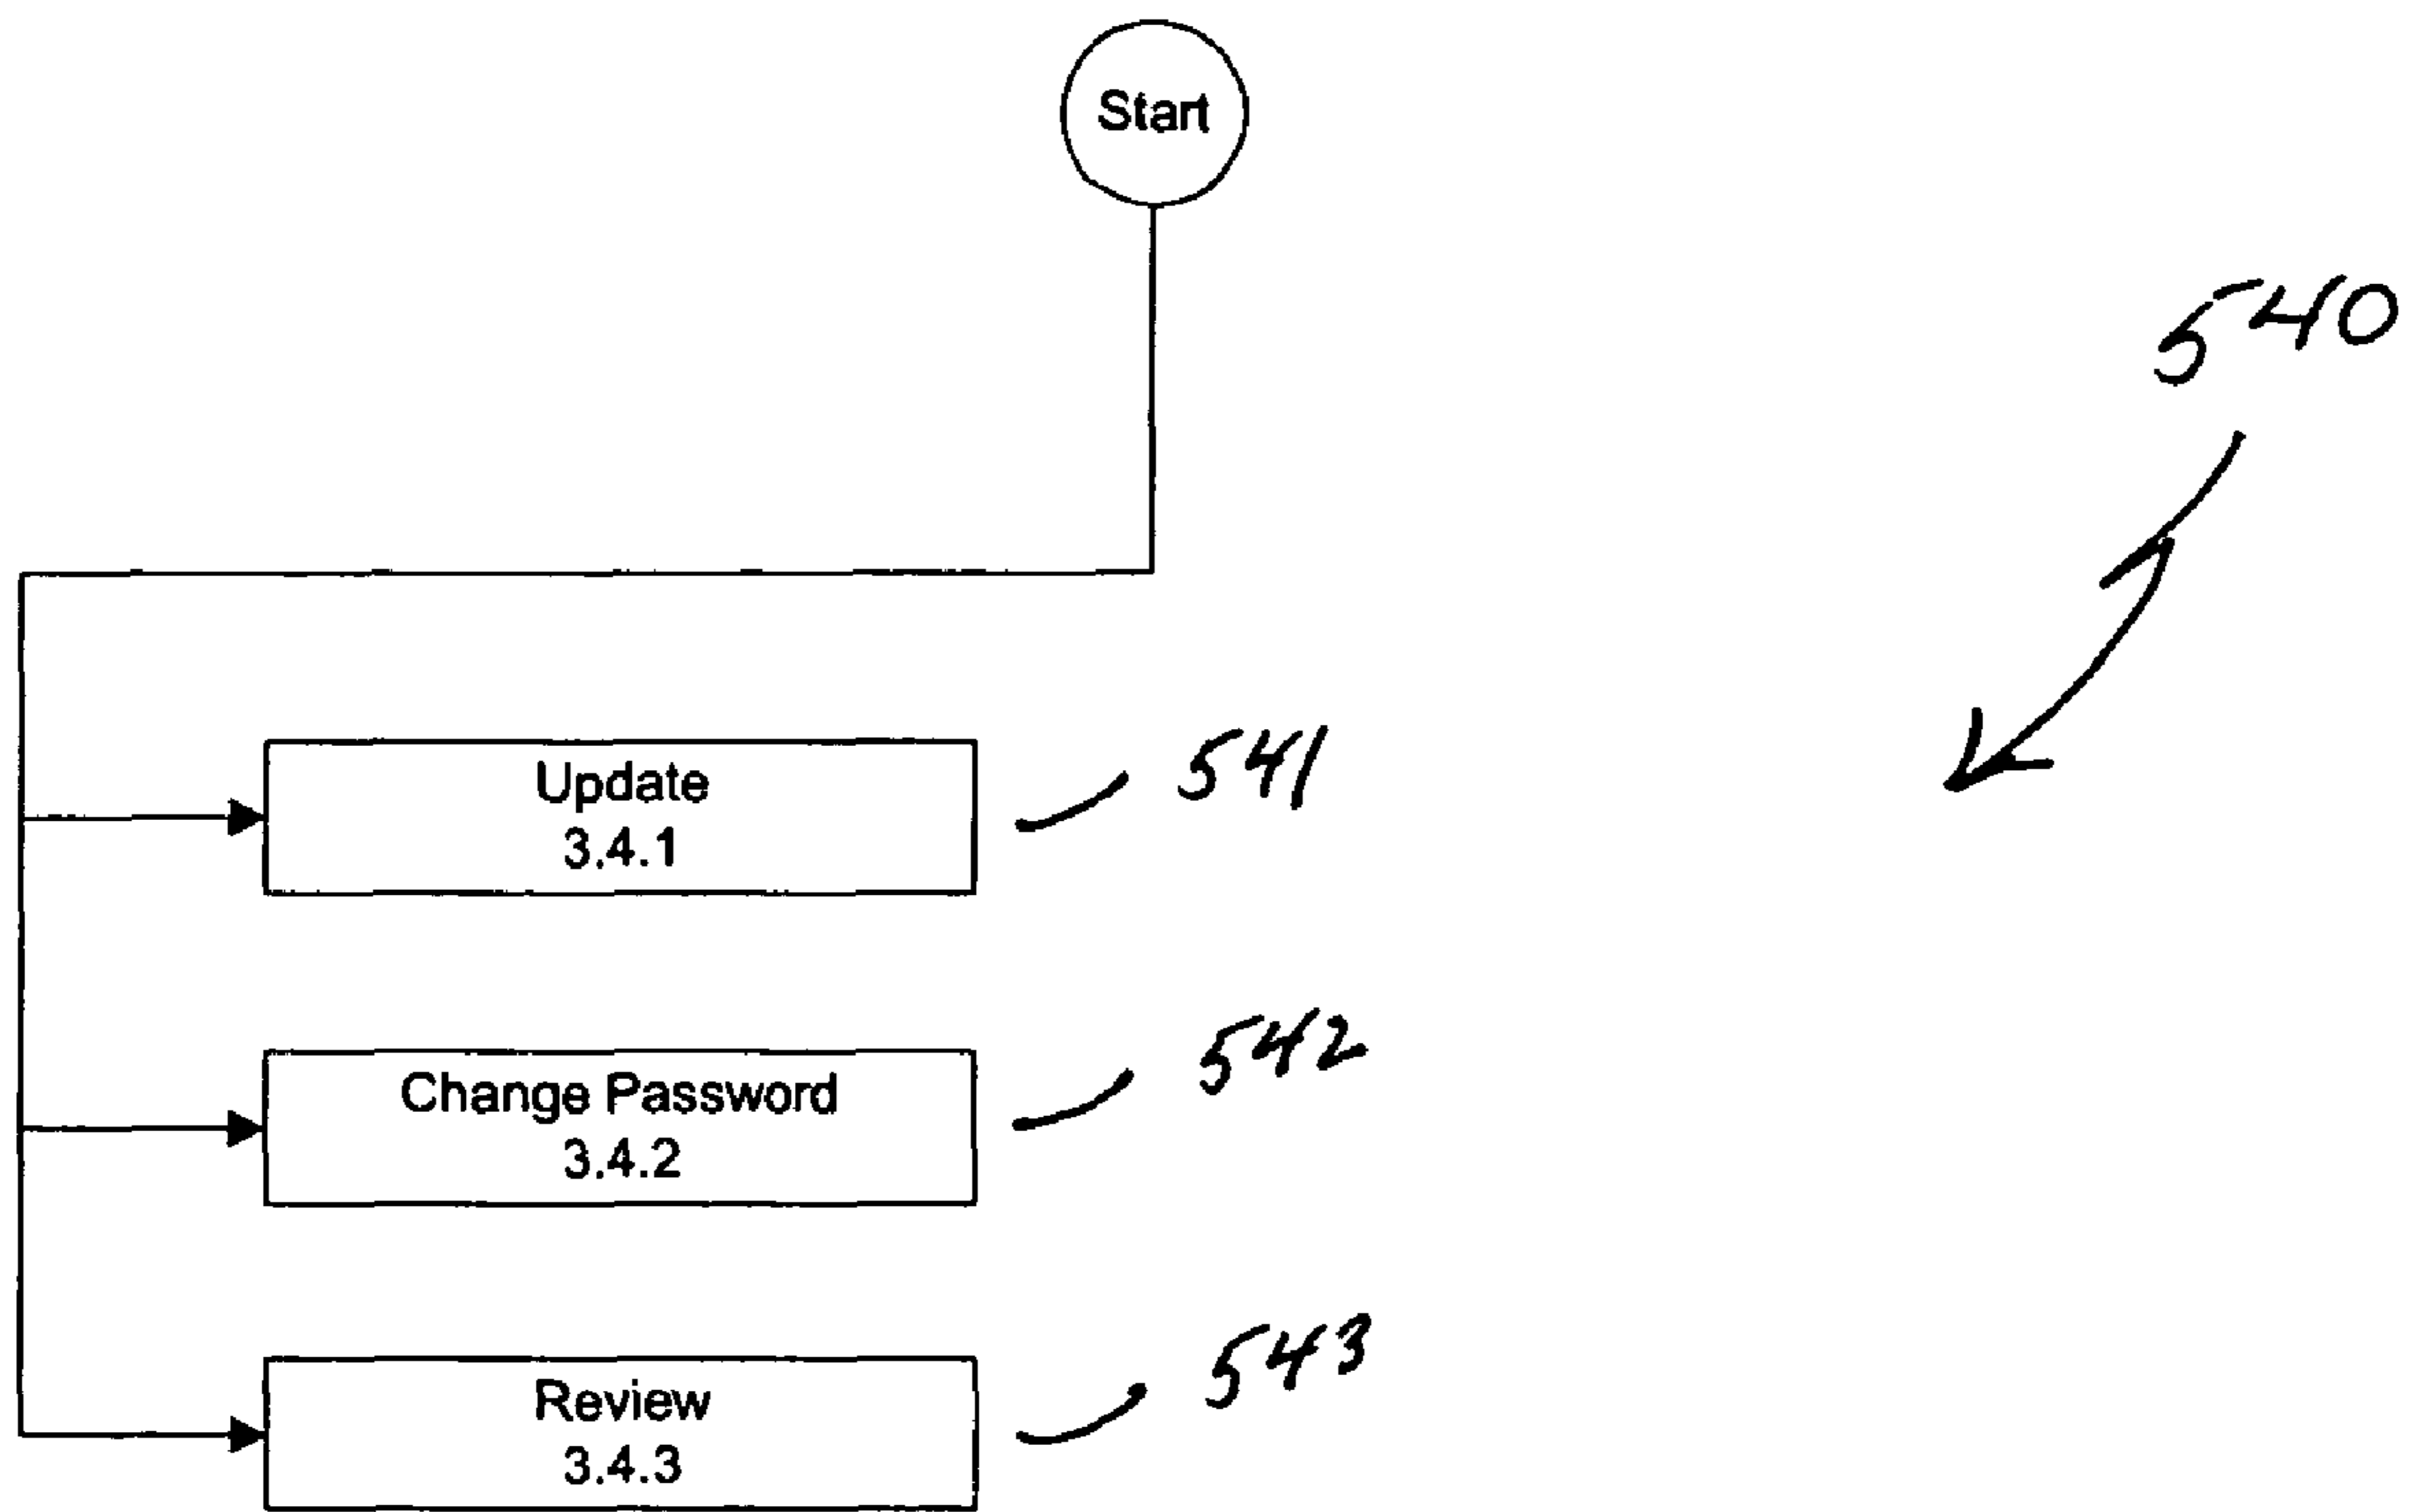 Start
540
Update
3.4.1
541
Change Password
3.4.2
542
Review
3.4.3
543